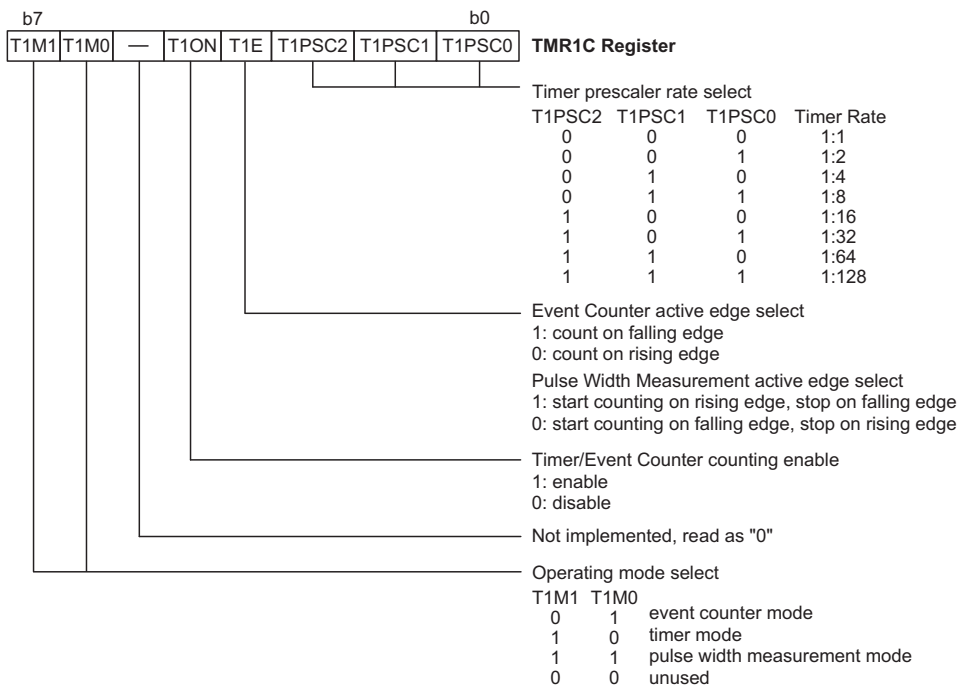 b7 b0
T1M1 T1M0 — T1ON T1E T1PSC2 T1PSC1 T1PSC0 TMR1C Register
Timer prescaler rate select
T1PSC2 T1PSC1 T1PSC0 Timer Rate
0 0 0 1:1
0 0 1 1:2
0 1 0 1:4
0 1 1 1:8
1 0 0 1:16
1 0 1 1:32
1 1 0 1:64
1 1 1 1:128
Event Counter active edge select
1: count on falling edge
0: count on rising edge
Pulse Width Measurement active edge select
1: start counting on rising edge, stop on falling edge
0: start counting on falling edge, stop on rising edge
Timer/Event Counter counting enable
1: enable
0: disable
Not implemented, read as "0"
Operating mode select
T1M1 T1M0
0 1 event counter mode
1 0 timer mode
1 1 pulse width measurement mode
0 0 unused